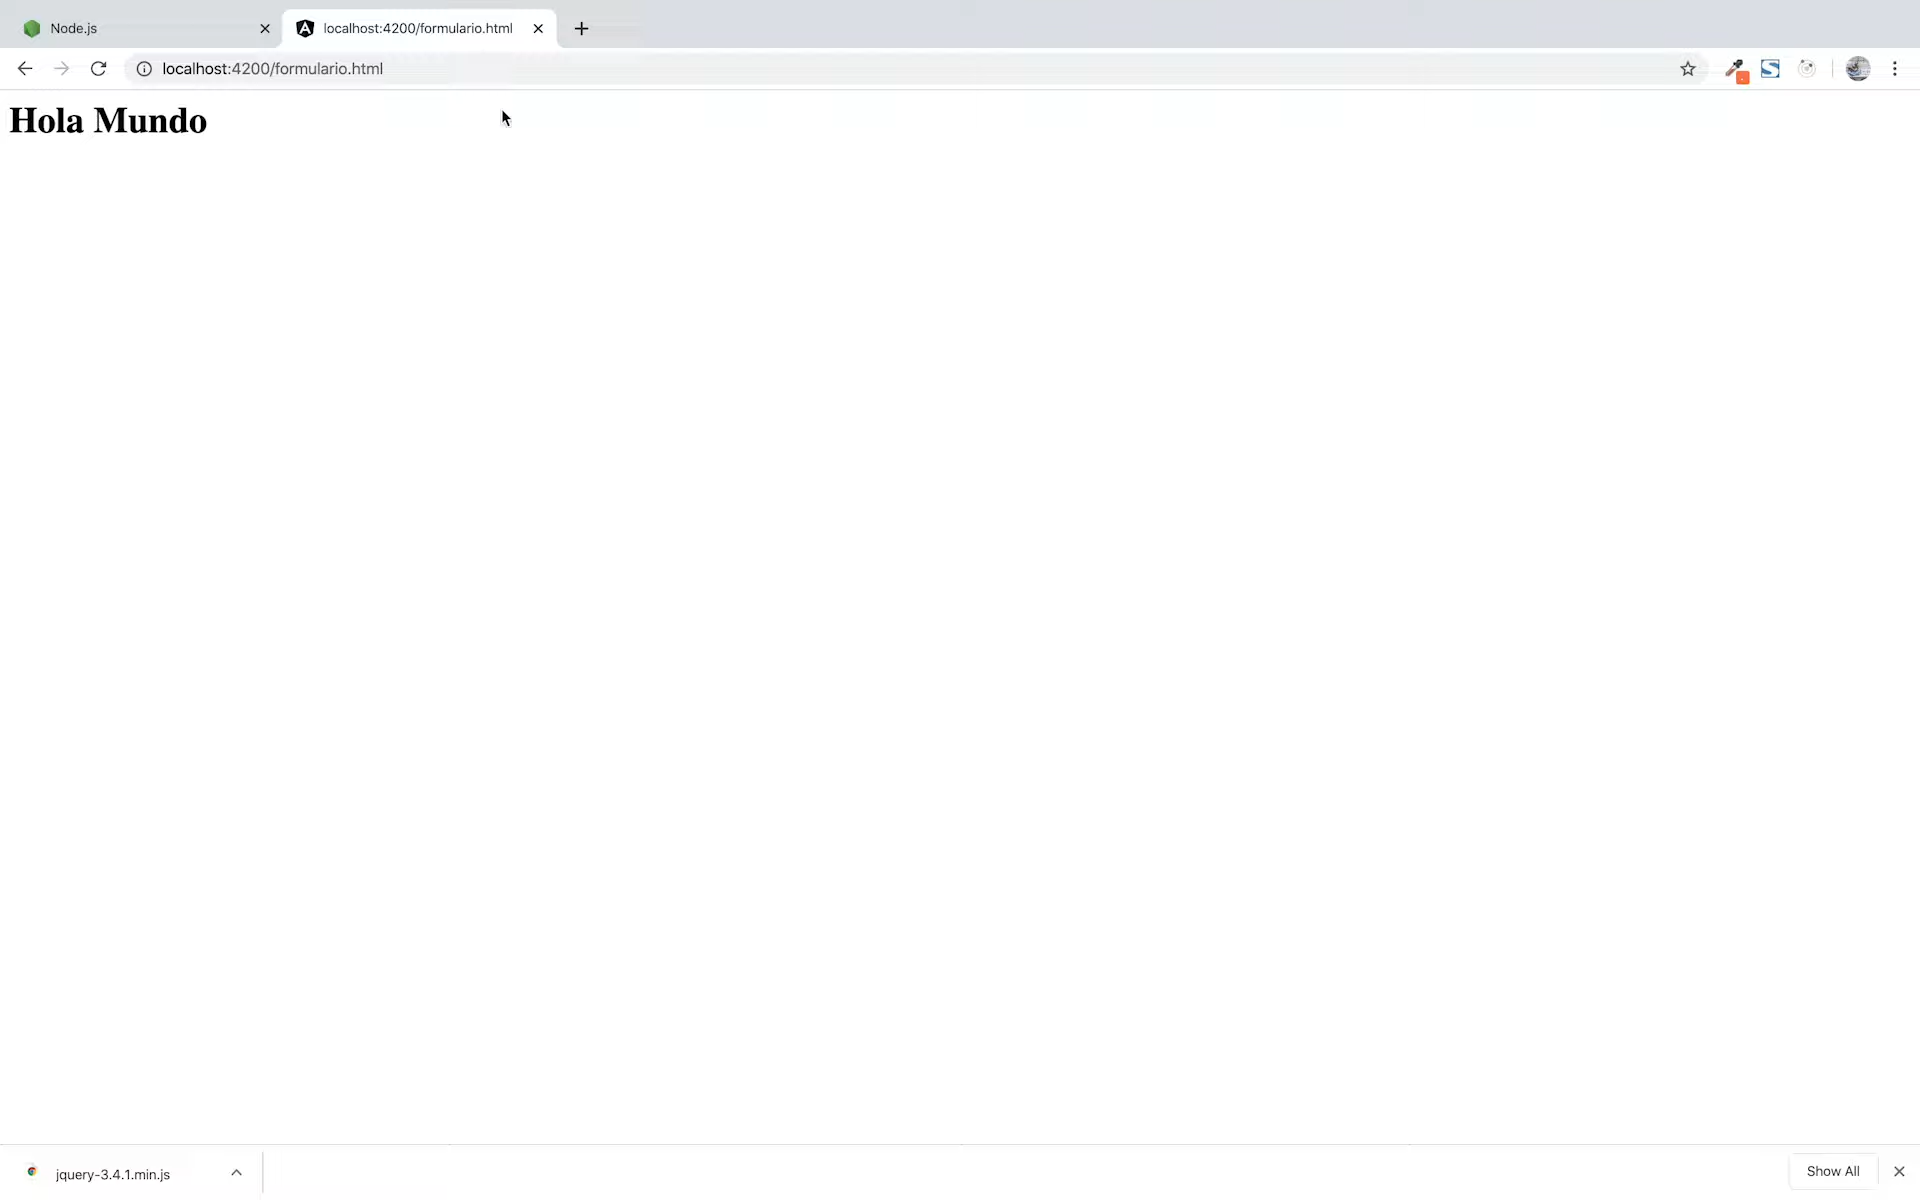 Node.js
localhost:4200/formulario.html
localhost:4200/formulario.html
Hola Mundo
jquery-3.4.1.min.js
Show All